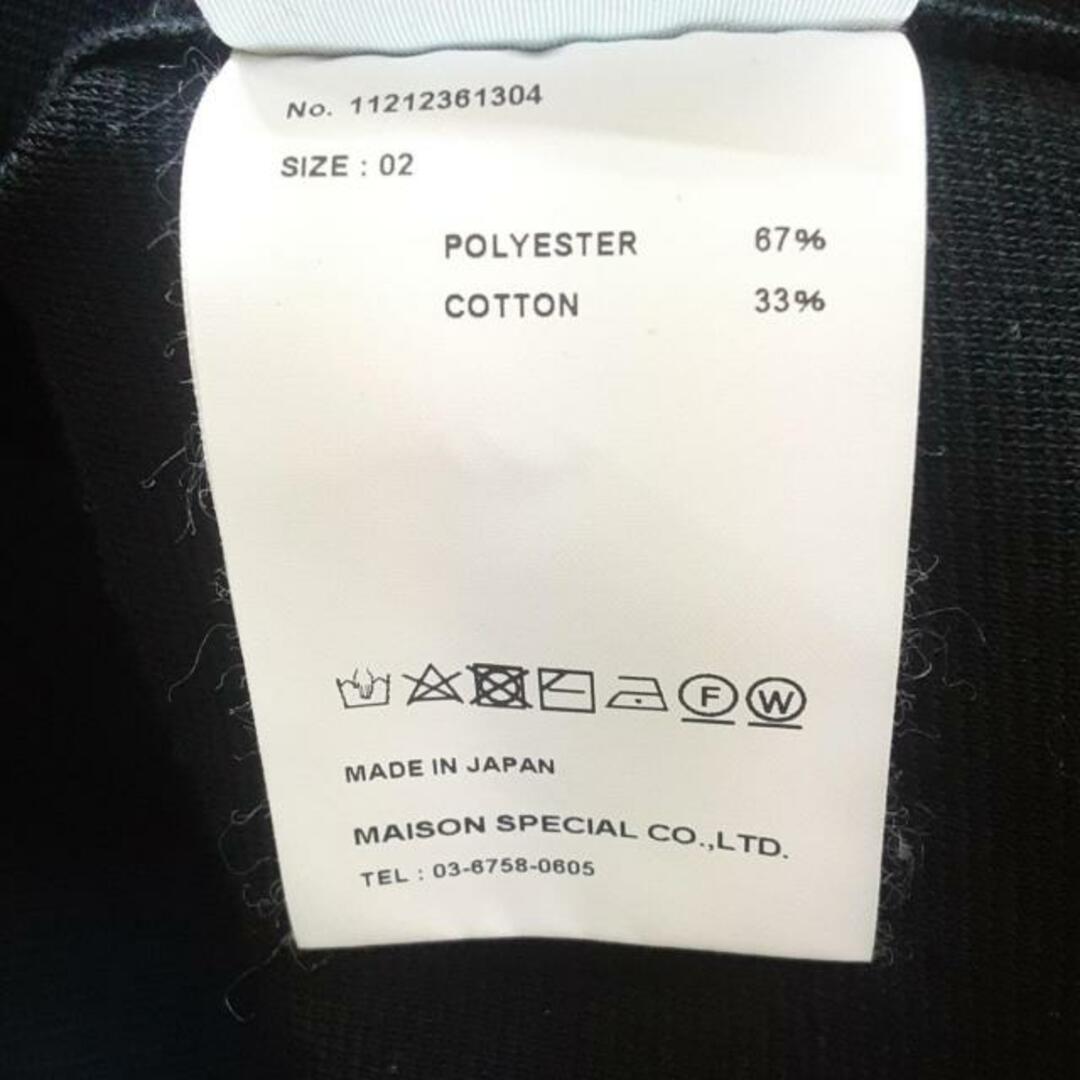 No. 11212361304
SIZE : 02
POLYESTER 67%
COTTON 33%
F W
MADE IN JAPAN
MAISON SPECIAL CO.,LTD.
TEL : 03-6758-0605